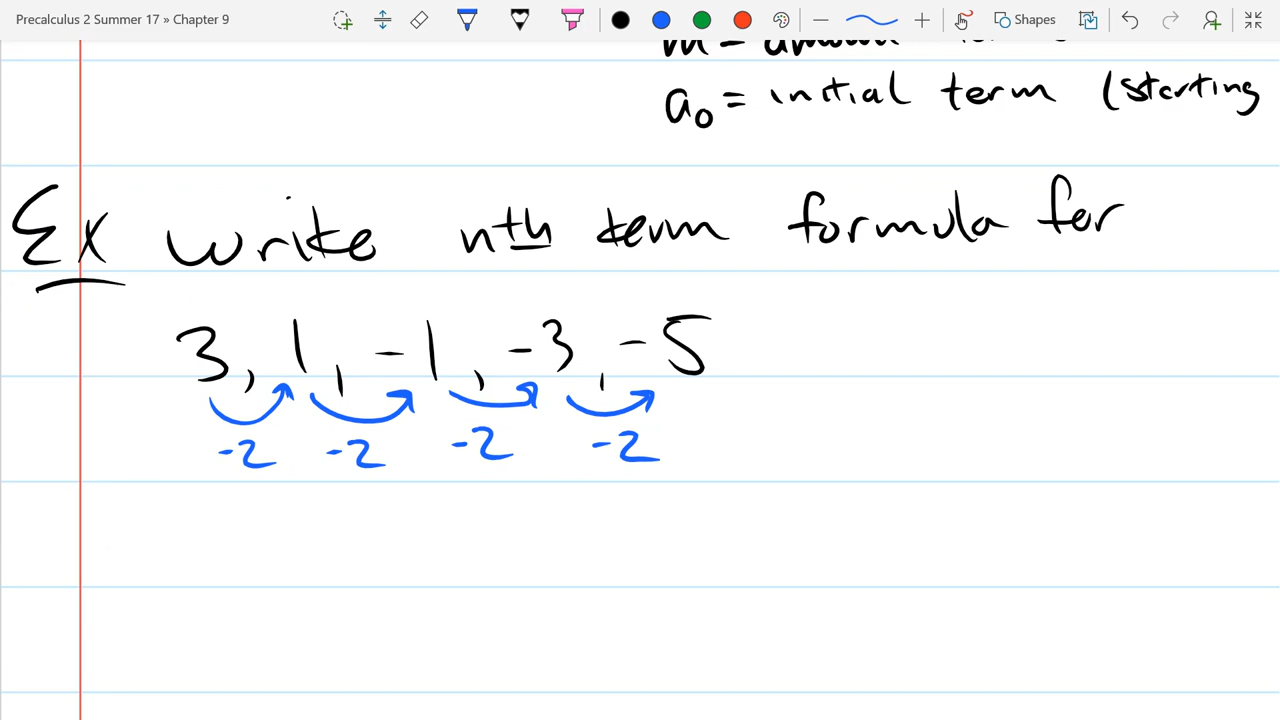 Precalculus 2 Summer 17 » Chapter 9
Shapes
m = amount
a₀ = initial term (starting
Ex write nth term formula for
3, 1, -1, -3, -5
-2 -2 -2 -2